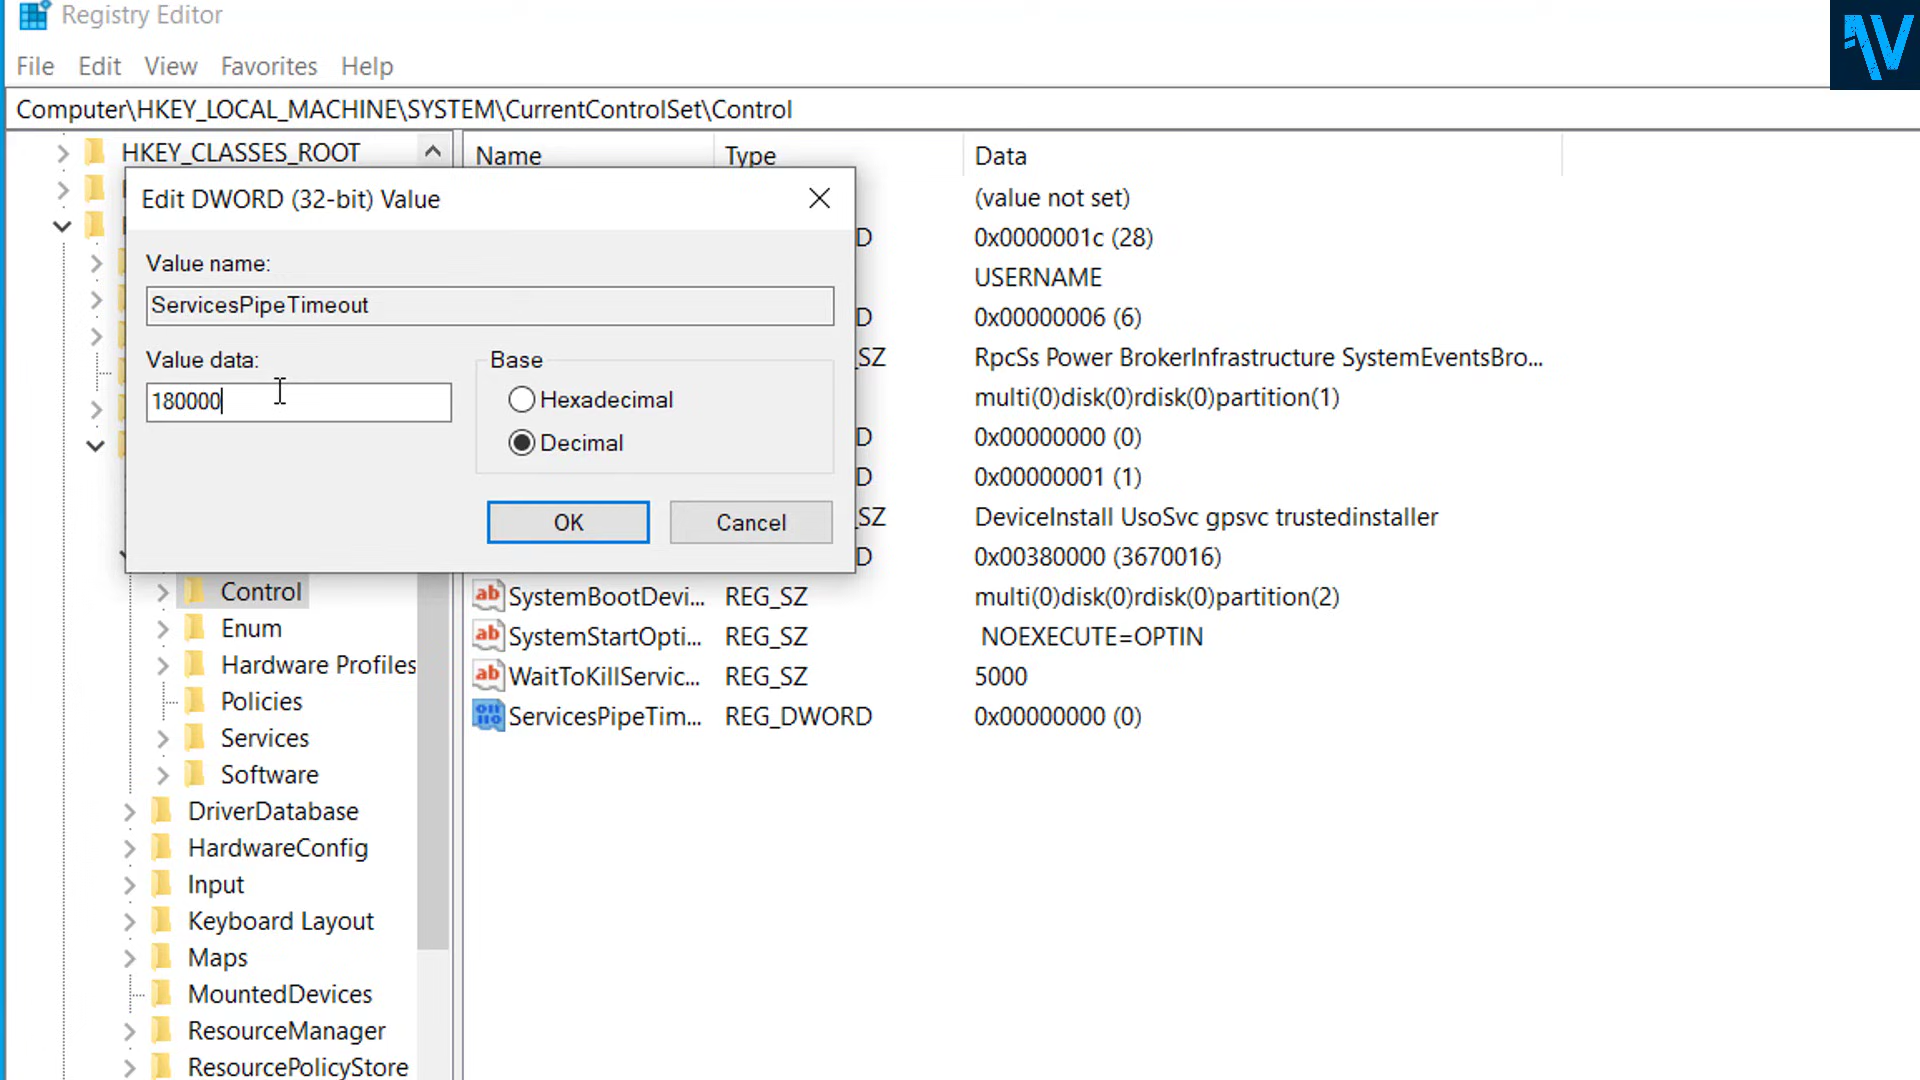 Registry Editor
File Edit View Favorites Help
Computer\HKEY_LOCAL_MACHINE\SYSTEM\CurrentControlSet\Control
HKEY_CLASSES_ROOT
Name Type Data
Edit DWORD (32-bit) Value
Value name:
ServicesPipeTimeout
Value data:
180000
Base
Hexadecimal
Decimal
OK Cancel
(value not set)
D 0x0000001c (28)
USERNAME
D 0x00000006 (6)
_SZ RpcSs Power BrokerInfrastructure SystemEventsBro...
multi(0)disk(0)rdisk(0)partition(1)
D 0x00000000 (0)
D 0x00000001 (1)
_SZ DeviceInstall UsoSvc gpsvc trustedinstaller
D 0x00380000 (3670016)
SystemBootDevi... REG_SZ multi(0)disk(0)rdisk(0)partition(2)
SystemStartOpti... REG_SZ NOEXECUTE=OPTIN
WaitToKillServic... REG_SZ 5000
ServicesPipeTim... REG_DWORD 0x00000000 (0)
Control
Enum
Hardware Profiles
Policies
Services
Software
DriverDatabase
HardwareConfig
Input
Keyboard Layout
Maps
MountedDevices
ResourceManager
ResourcePolicyStore